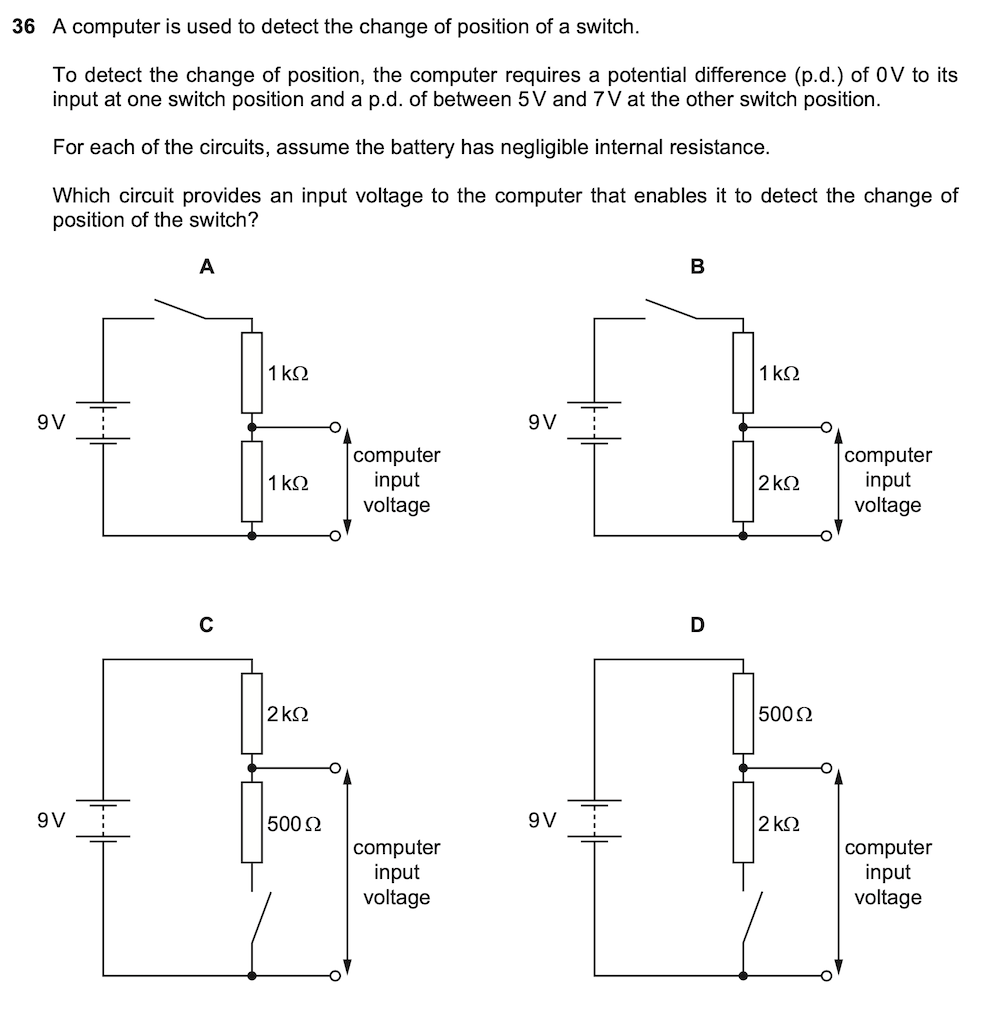 36 A computer is used to detect the change of position of a switch.
To detect the change of position, the computer requires a potential difference (p.d.) of 0 V to its
input at one switch position and a p.d. of between 5 V and 7 V at the other switch position.
For each of the circuits, assume the battery has negligible internal resistance.
Which circuit provides an input voltage to the computer that enables it to detect the change of
position of the switch?
A
1 kΩ
9 V
1 kΩ
computer
input
voltage
B
1 kΩ
9 V
2 kΩ
computer
input
voltage
C
2 kΩ
9 V
500 Ω
computer
input
voltage
D
500 Ω
9 V
2 kΩ
computer
input
voltage